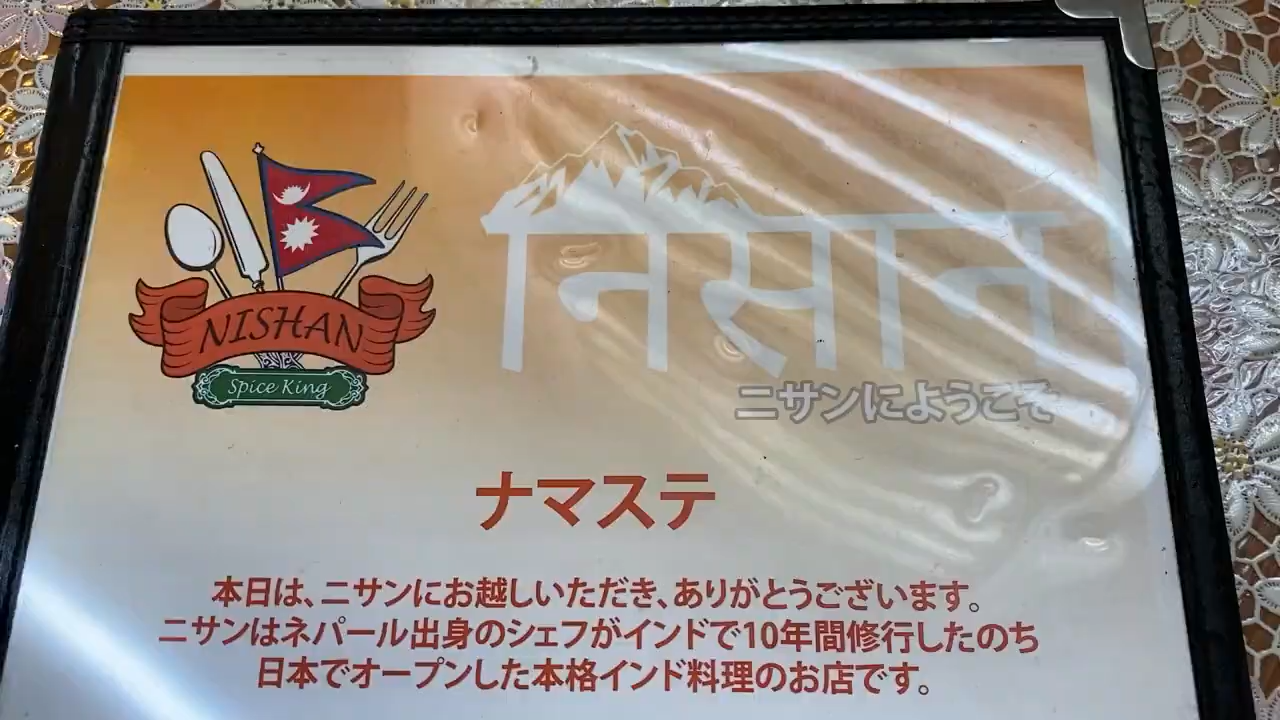 NISHAN
Spice King
निसान
ニサンにようこそ
ナマステ
本日は、ニサンにお越しいただき、ありがとうございます。
ニサンはネパール出身のシェフがインドで10年間修行したのち
日本でオープンした本格インド料理のお店です。